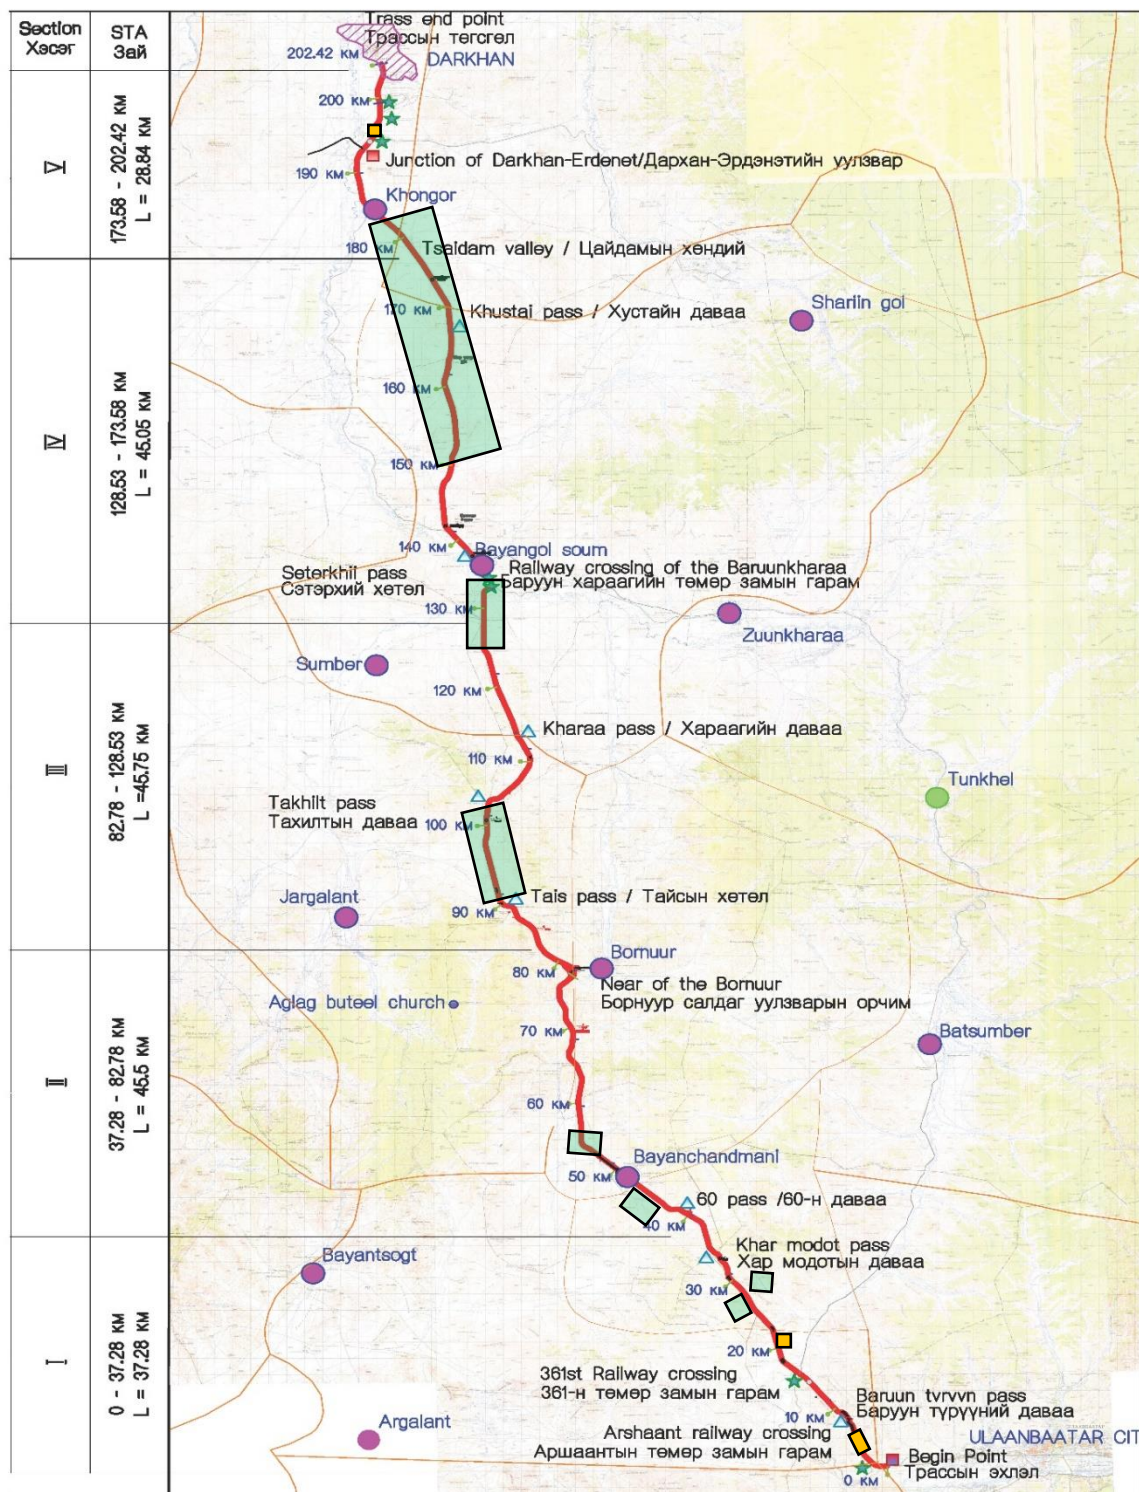 Section
Хэсэг
STA
Зай
V
173.58 - 202.42 км
L = 28.84 км
IV
128.53 - 173.58 км
L = 45.05 км
III
82.78 - 128.53 км
L =45.75 км
II
37.28 - 82.78 км
L = 45.5 км
I
0 - 37.28 км
L = 37.28 км
Trass end point
Трассын төгсгөл
202.42 км
DARKHAN
200 км
Junction of Darkhan-Erdenet/Дархан-Эрдэнэтийн уулзвар
190 км
Khongor
180 км
Tsaidam valley / Цайдамын хөндий
170 км
Khustai pass / Хустайн даваа
Shariin gol
160 км
150 км
140 км
Bayangol soum
Seterkhii pass
Сэтэрхий хөтөл
Railway crossing of the Baruunkharaa
Баруун хараагийн төмөр замын гарам
130 км
Zuunkharaa
Sumber
120 км
Kharaa pass / Хараагийн даваа
110 км
Tunkhel
Takhilt pass
Тахилтын даваа
100 км
Tais pass / Тайсын хөтөл
Jargalant
90 км
Bornuur
80 км
Near of the Bornuur
Борнуур салдаг уулзварын орчим
Aglag buteel church
70 км
Batsumber
60 км
Bayanchandmani
50 км
60 pass /60-н даваа
40 км
Khar modot pass
Хар модотын даваа
Bayantsogt
30 км
20 км
361st Railway crossing
361-н төмөр замын гарам
Baruun tvrvvn pass
Баруун түрүүний даваа
10 км
Argalant
Arshaant railway crossing
Аршаантын төмөр замын гарам
ULAANBAATAR CIT
Begin Point
Трассын эхлэл
0 км